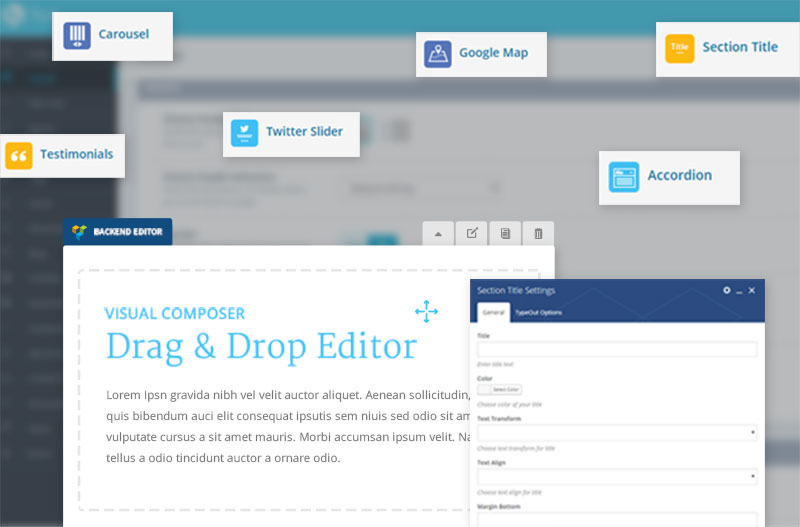 Carousel
Google Map
Title
Section Title
Twitter Slider
Testimonials
Accordion
BACKEND EDITOR
VISUAL COMPOSER
Drag & Drop Editor
Lorem Ipsn gravida nibh vel velit auctor aliquet. Aenean sollicitudin,
quis bibendum auci elit consequat ipsutis sem niuis sed odio sit am
vulputate cursus a sit amet mauris. Morbi accumsan ipsum velit. Na
tellus a odio tincidunt auctor a ornare odio.
Section Title Settings
General
TypeOut Options
Title
Enter title text
Color
Select Color
Choose color of your title
Text Transform
Choose text transform for title
Text Align
Choose text align for title
Margin Bottom